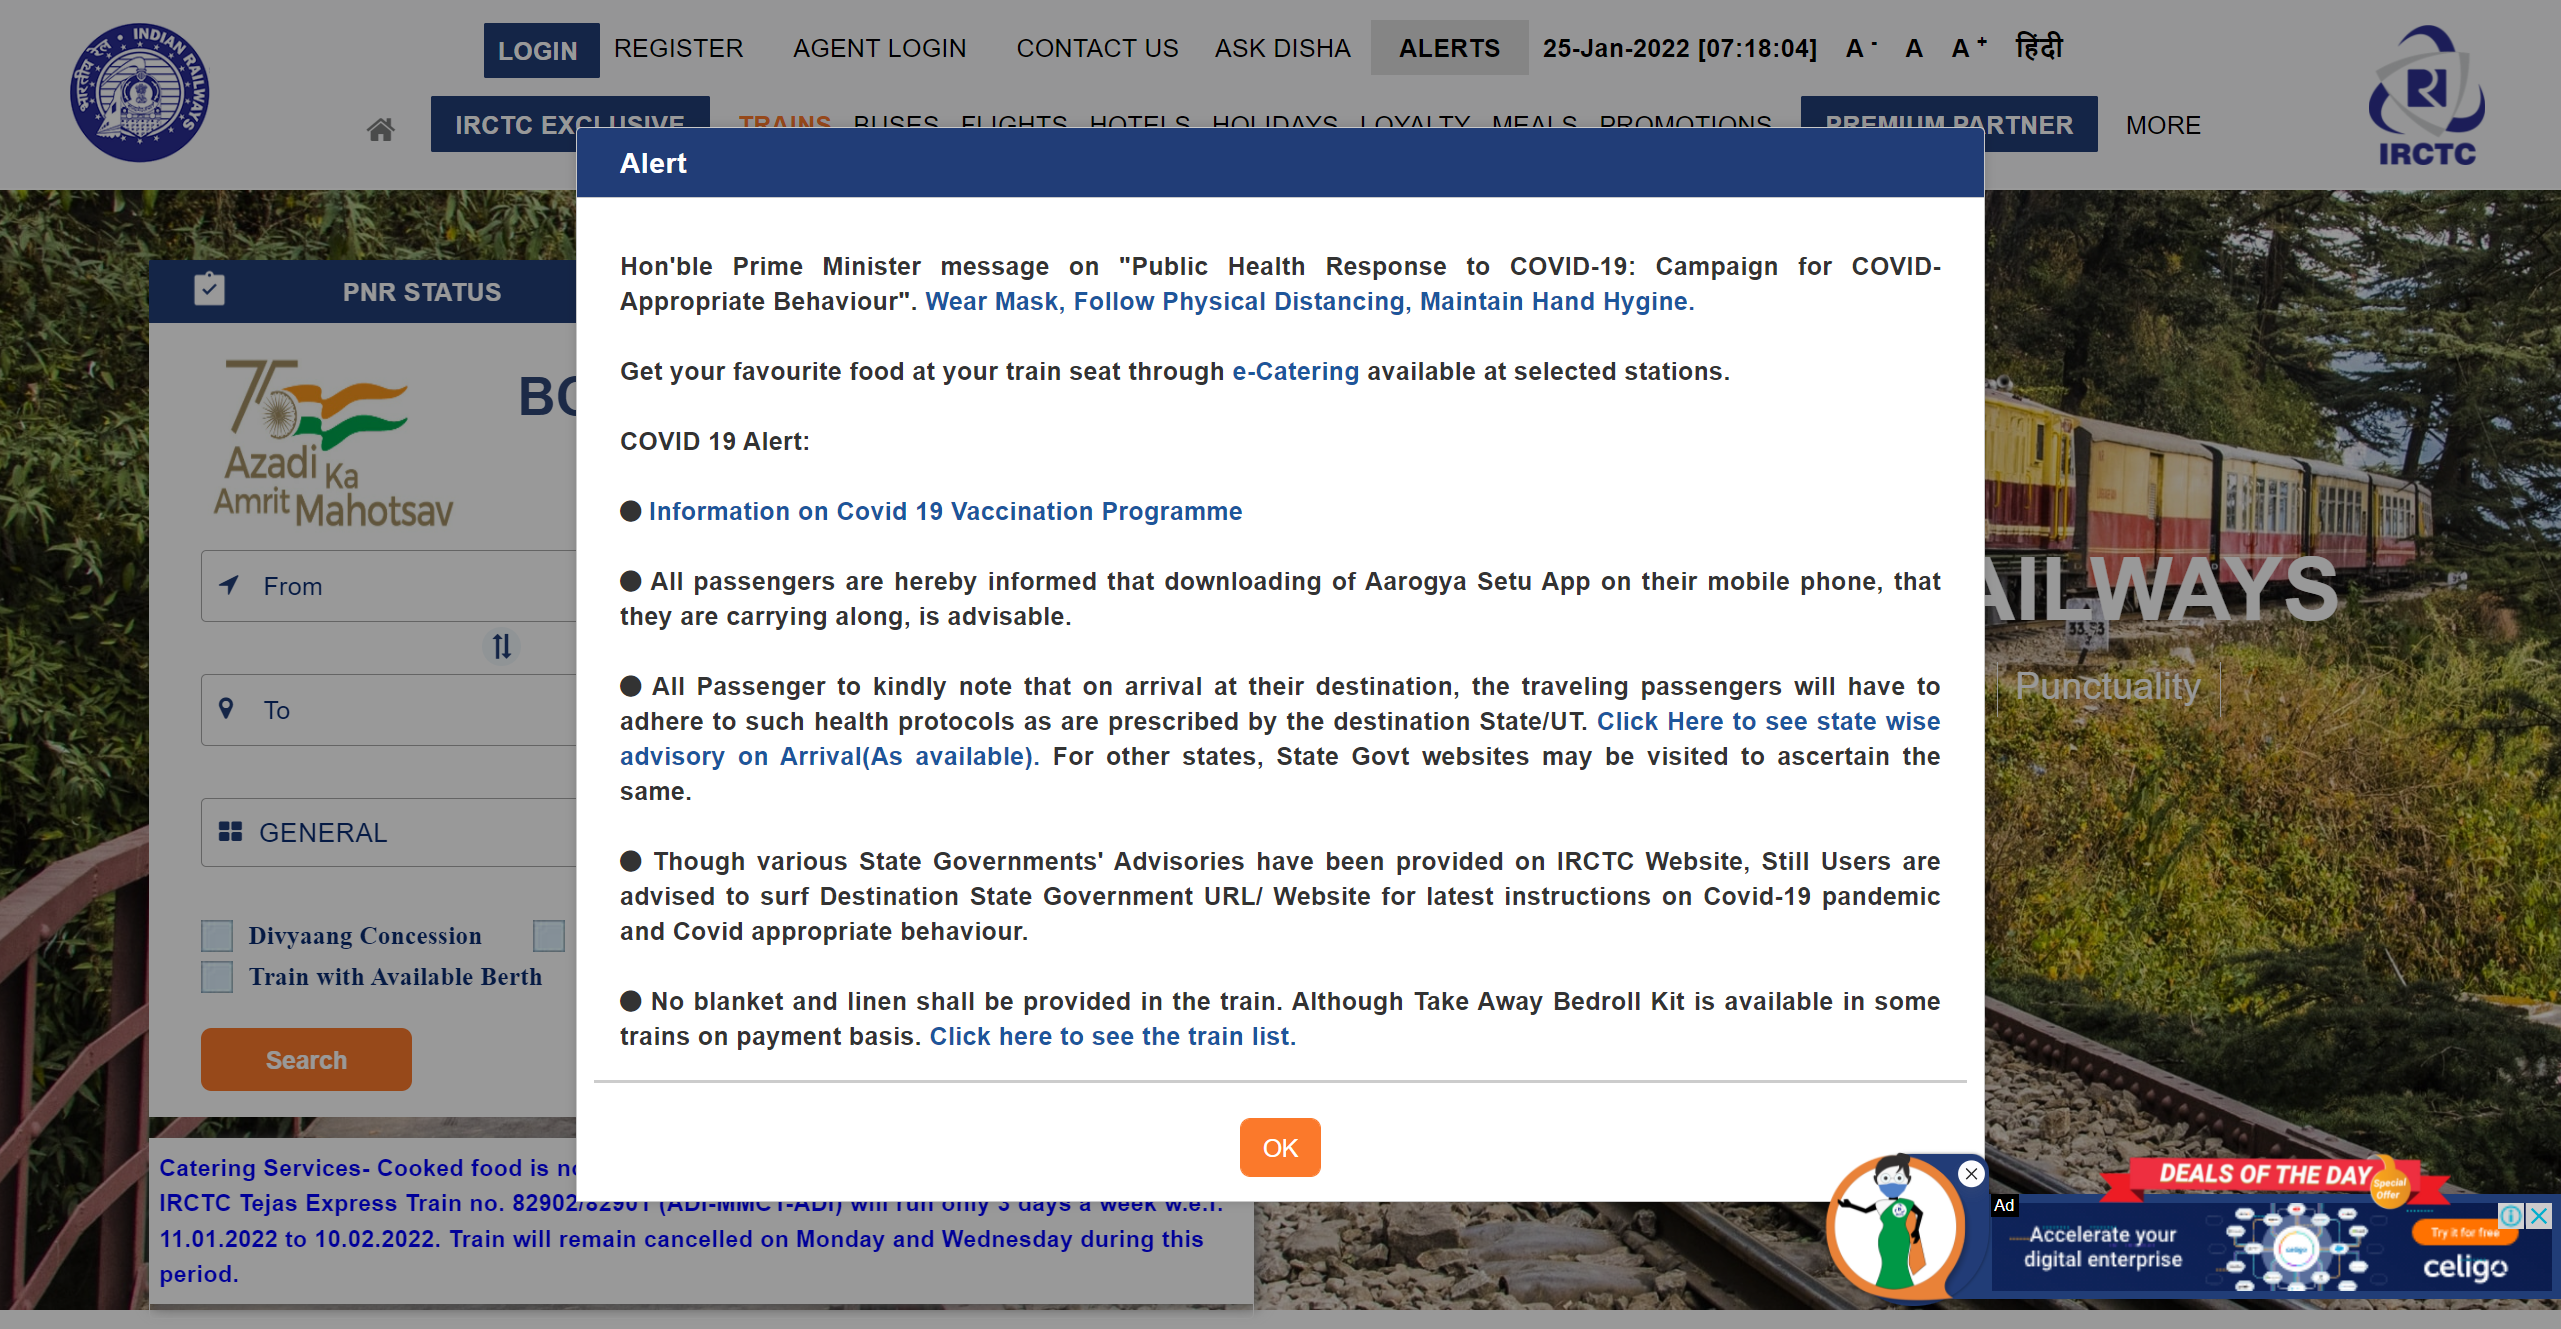 भारतीय रेल • INDIAN RAILWAYS
LOGIN REGISTER AGENT LOGIN CONTACT US ASK DISHA ALERTS 25-Jan-2022 [07:18:04] A - A A + हिंदी
IRCTC EXCLUSIVE TRAINS BUSES FLIGHTS HOTELS HOLIDAYS LOYALTY MEALS PROMOTIONS PREMIUM PARTNER MORE
IRCTC
Alert
Hon'ble Prime Minister message on "Public Health Response to COVID-19: Campaign for COVID-
Appropriate Behaviour". Wear Mask, Follow Physical Distancing, Maintain Hand Hygine.
Get your favourite food at your train seat through e-Catering available at selected stations.
COVID 19 Alert:
● Information on Covid 19 Vaccination Programme
● All passengers are hereby informed that downloading of Aarogya Setu App on their mobile phone, that
they are carrying along, is advisable.
● All Passenger to kindly note that on arrival at their destination, the traveling passengers will have to
adhere to such health protocols as are prescribed by the destination State/UT. Click Here to see state wise
advisory on Arrival(As available). For other states, State Govt websites may be visited to ascertain the
same.
● Though various State Governments' Advisories have been provided on IRCTC Website, Still Users are
advised to surf Destination State Government URL/ Website for latest instructions on Covid-19 pandemic
and Covid appropriate behaviour.
● No blanket and linen shall be provided in the train. Although Take Away Bedroll Kit is available in some
trains on payment basis. Click here to see the train list.
OK
PNR STATUS
75
Azadi Ka
Amrit Mahotsav
BO
From
To
GENERAL
Divyaang Concession
Train with Available Berth
Search
AILWAYS
33
Punctuality
Catering Services- Cooked food is no
IRCTC Tejas Express Train no. 82902/82901 (ADI-MMCT-ADI) will run only 3 days a week w.e.f.
11.01.2022 to 10.02.2022. Train will remain cancelled on Monday and Wednesday during this
period.
DEALS OF THE DAY
Special
Offer
Ad
Accelerate your
digital enterprise
celigo
Try it for free
celigo